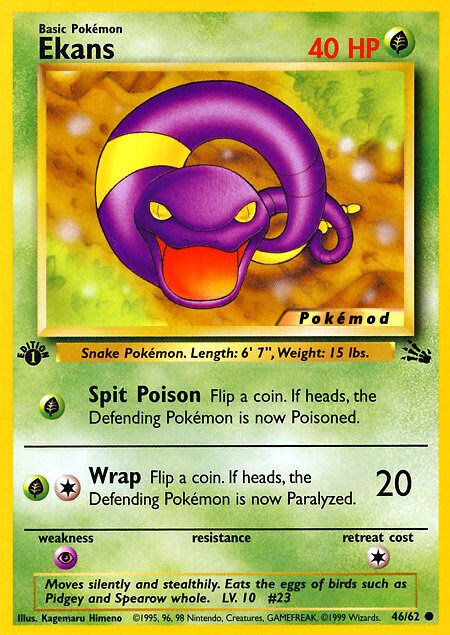 Basic Pokémon
Ekans
40 HP
Pokémod
EDITION
1
Snake Pokémon. Length: 6' 7", Weight: 15 lbs.
Spit Poison Flip a coin. If heads, the
Defending Pokémon is now Poisoned.
Wrap Flip a coin. If heads, the
Defending Pokémon is now Paralyzed.
20
weakness
resistance
retreat cost
Moves silently and stealthily. Eats the eggs of birds such as
Pidgey and Spearow whole. LV. 10 #23
Illus. Kagemaru Himeno ©1995, 96, 98 Nintendo, Creatures, GAMEFREAK. ©1999 Wizards. 46/62